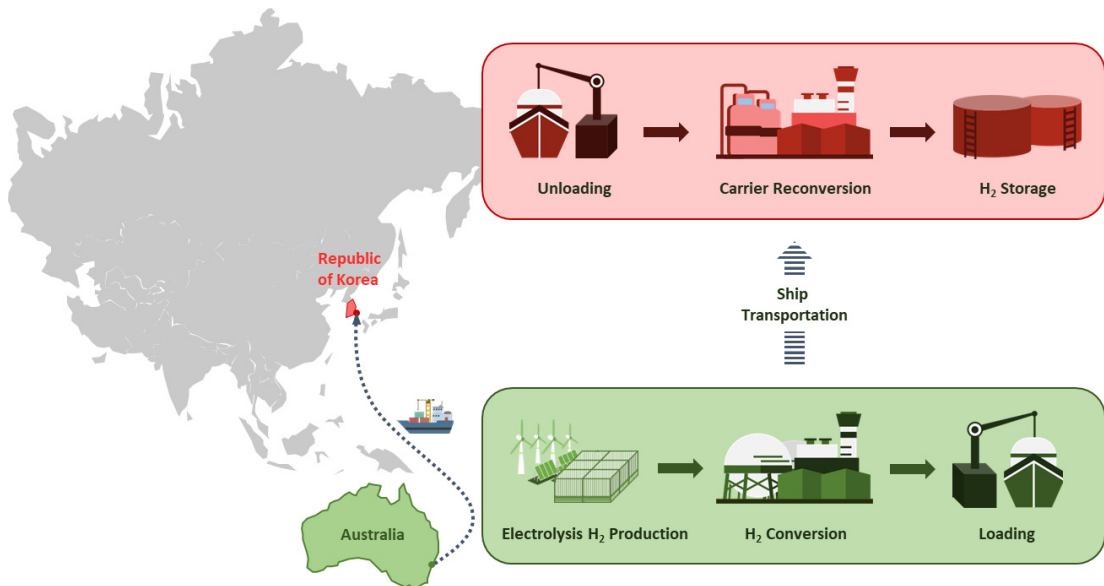 Unloading
Carrier Reconversion
H₂ Storage
Republic
of Korea
Ship
Transportation
Australia
Electrolysis H₂ Production
H₂ Conversion
Loading